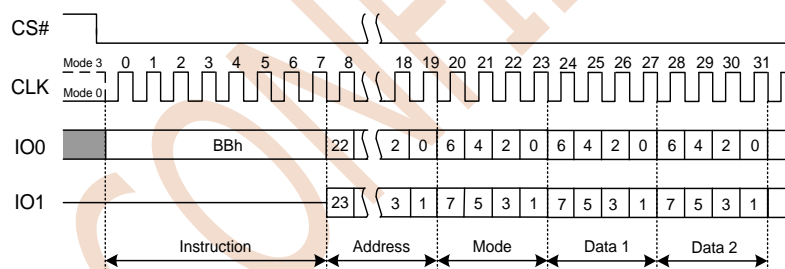 CS#
Mode 3 0 1 2 3 4 5 6 7 8 18 19 20 21 22 23 24 25 26 27 28 29 30 31
CLK
Mode 0
IO0 BBh 22 2 0 6 4 2 0 6 4 2 0 6 4 2 0
IO1 23 3 1 7 5 3 1 7 5 3 1 7 5 3 1
Instruction Address Mode Data 1 Data 2